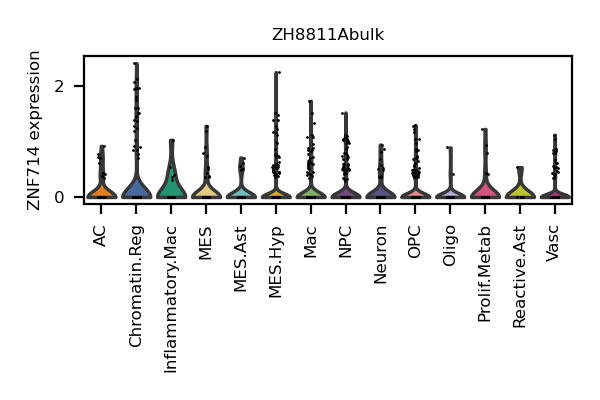 ZH8811Abulk
ZNF714 expression
2
0
AC
Chromatin.Reg
Inflammatory.Mac
MES
MES.Ast
MES.Hyp
Mac
NPC
Neuron
OPC
Oligo
Prolif.Metab
Reactive.Ast
Vasc